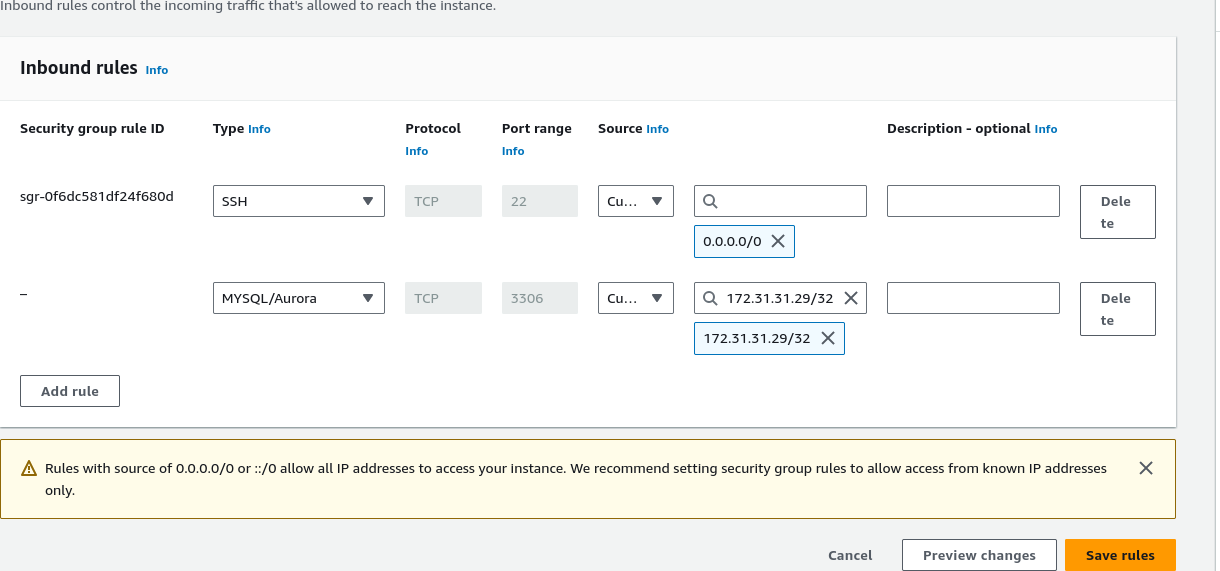 Inbound rules control the incoming traffic that's allowed to reach the instance.
Inbound rules Info
Security group rule ID
Type Info
Protocol
Info
Port range
Info
Source Info
Description - optional Info
sgr-0f6dc581df24f680d
SSH
TCP
22
Cu...
Dele
te
0.0.0.0/0
–
MYSQL/Aurora
TCP
3306
Cu...
172.31.31.29/32
Dele
te
172.31.31.29/32
Add rule
Rules with source of 0.0.0.0/0 or ::/0 allow all IP addresses to access your instance. We recommend setting security group rules to allow access from known IP addresses
only.
Cancel
Preview changes
Save rules